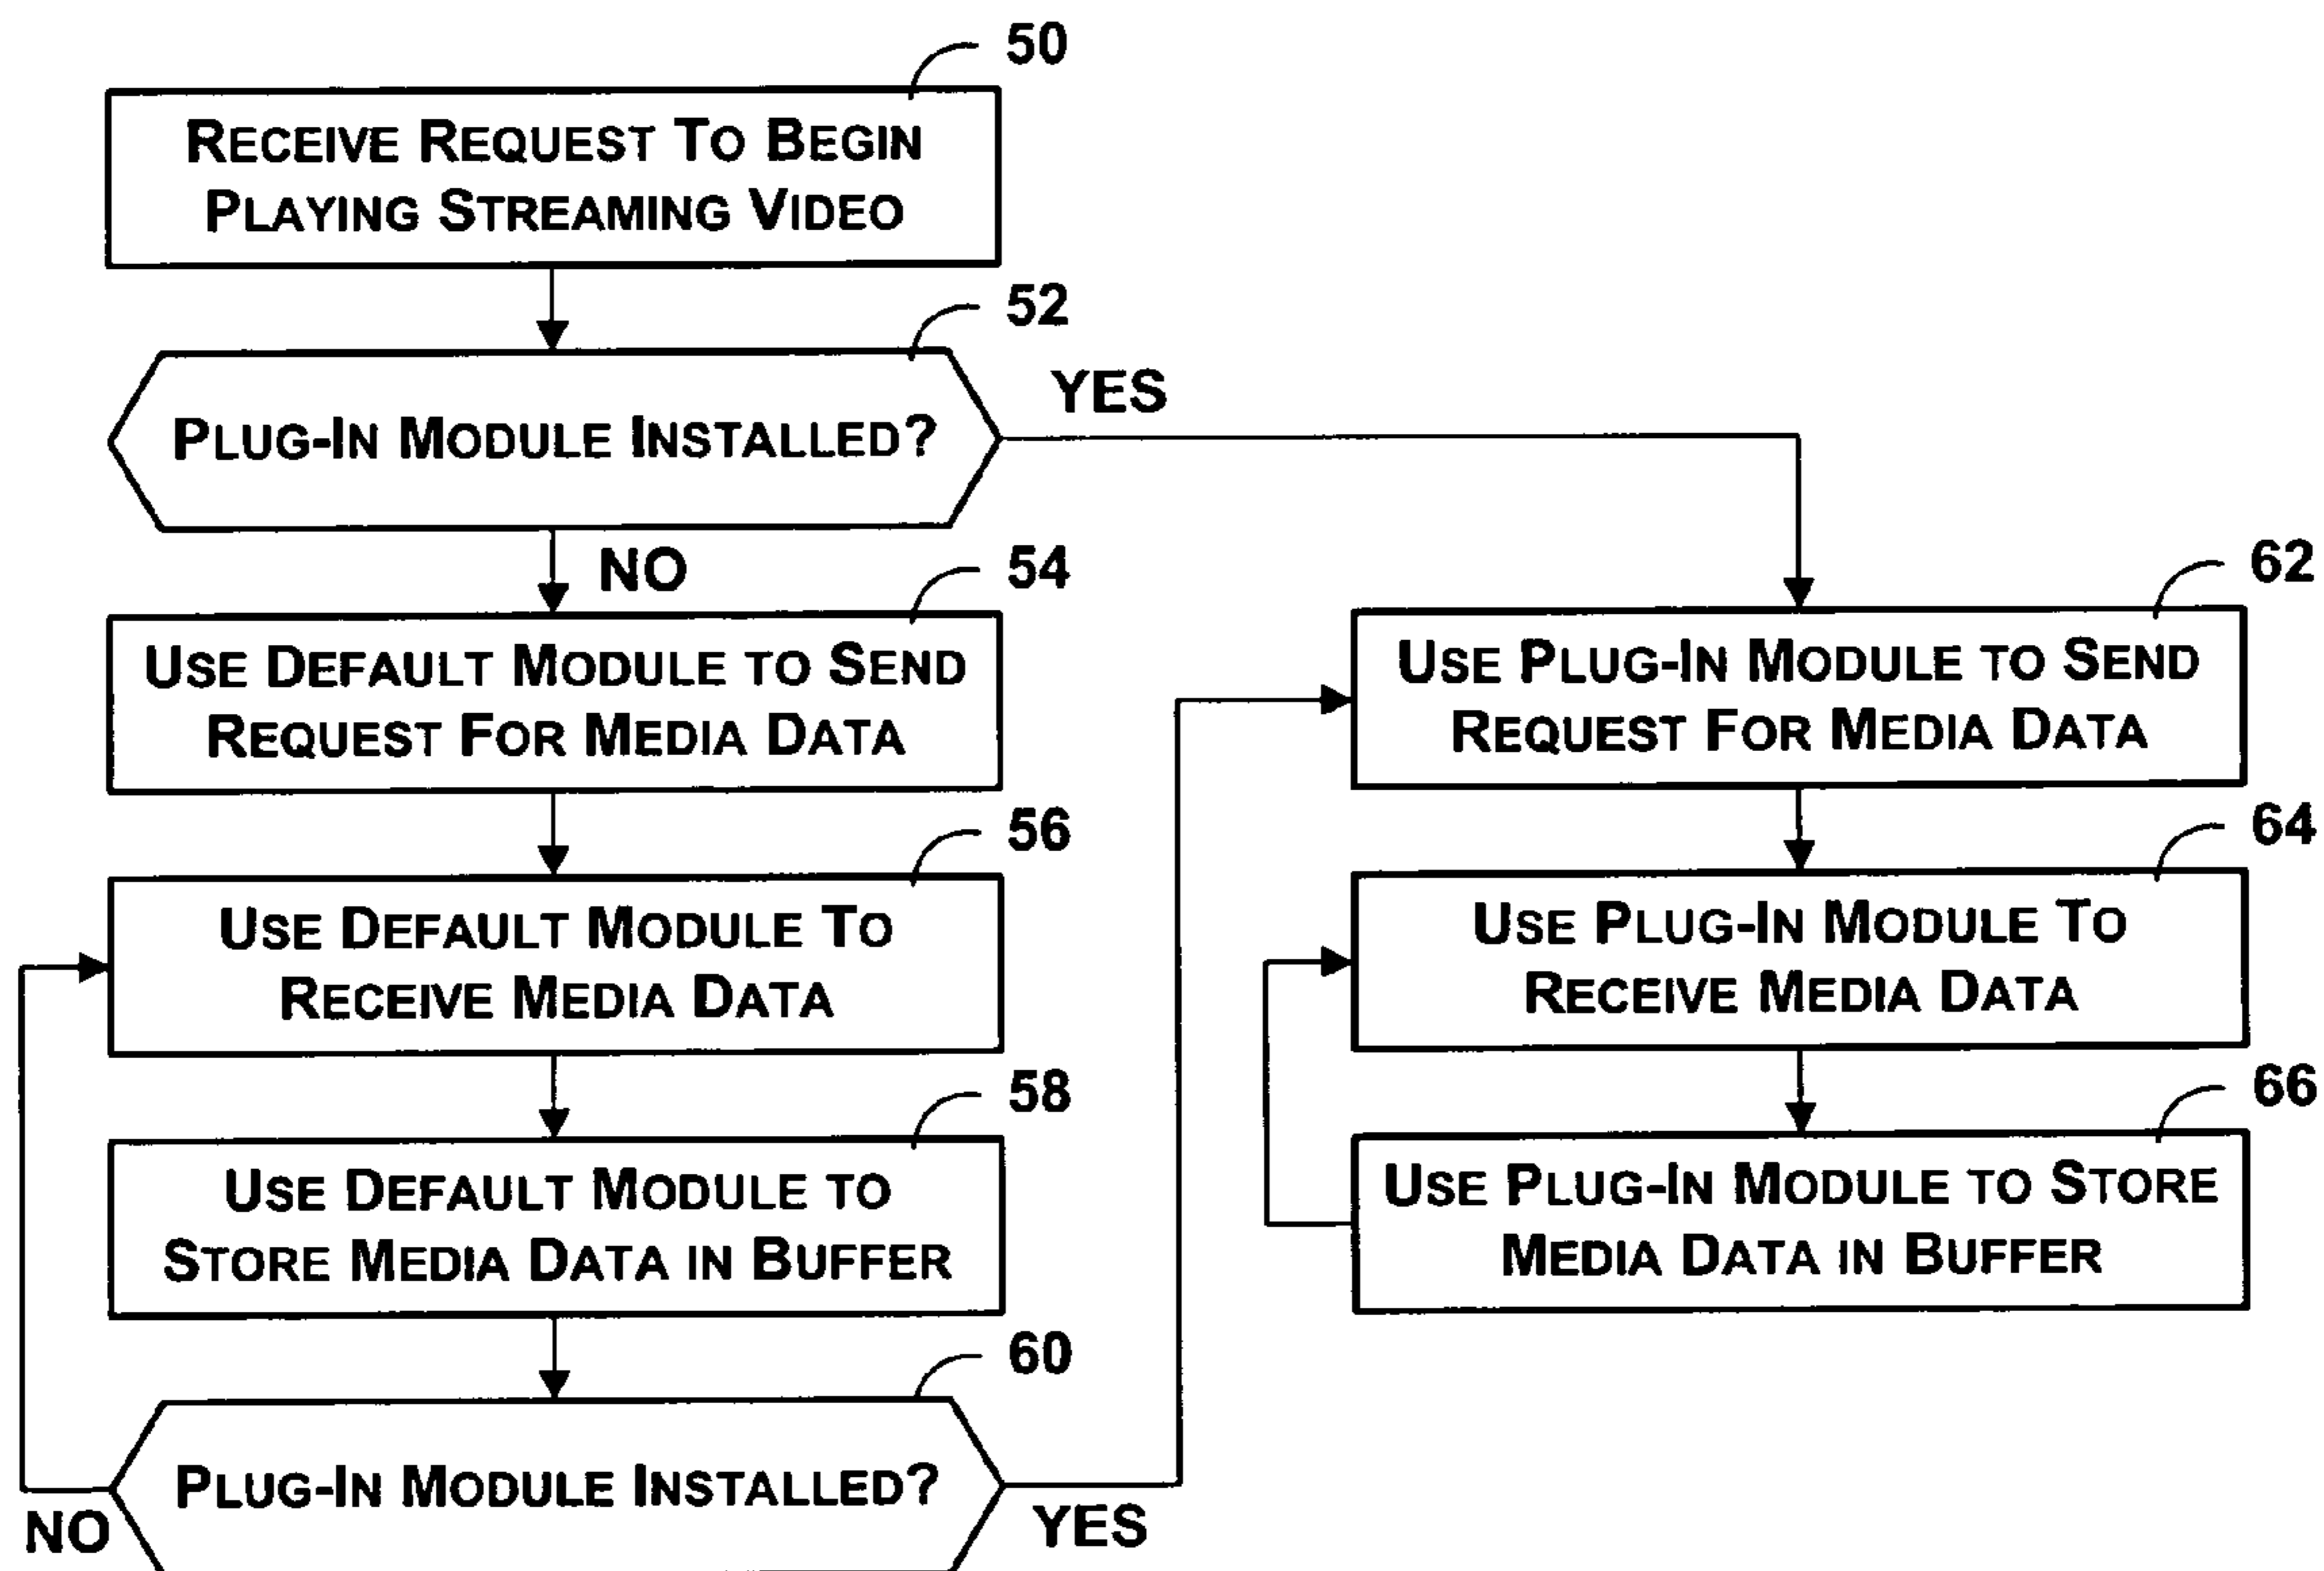 50
RECEIVE REQUEST TO BEGIN
PLAYING STREAMING VIDEO
52
PLUG-IN MODULE INSTALLED?
YES
NO
54
USE DEFAULT MODULE TO SEND
REQUEST FOR MEDIA DATA
56
USE DEFAULT MODULE TO
RECEIVE MEDIA DATA
58
USE DEFAULT MODULE TO
STORE MEDIA DATA IN BUFFER
60
PLUG-IN MODULE INSTALLED?
NO
YES
62
USE PLUG-IN MODULE TO SEND
REQUEST FOR MEDIA DATA
64
USE PLUG-IN MODULE TO
RECEIVE MEDIA DATA
66
USE PLUG-IN MODULE TO STORE
MEDIA DATA IN BUFFER